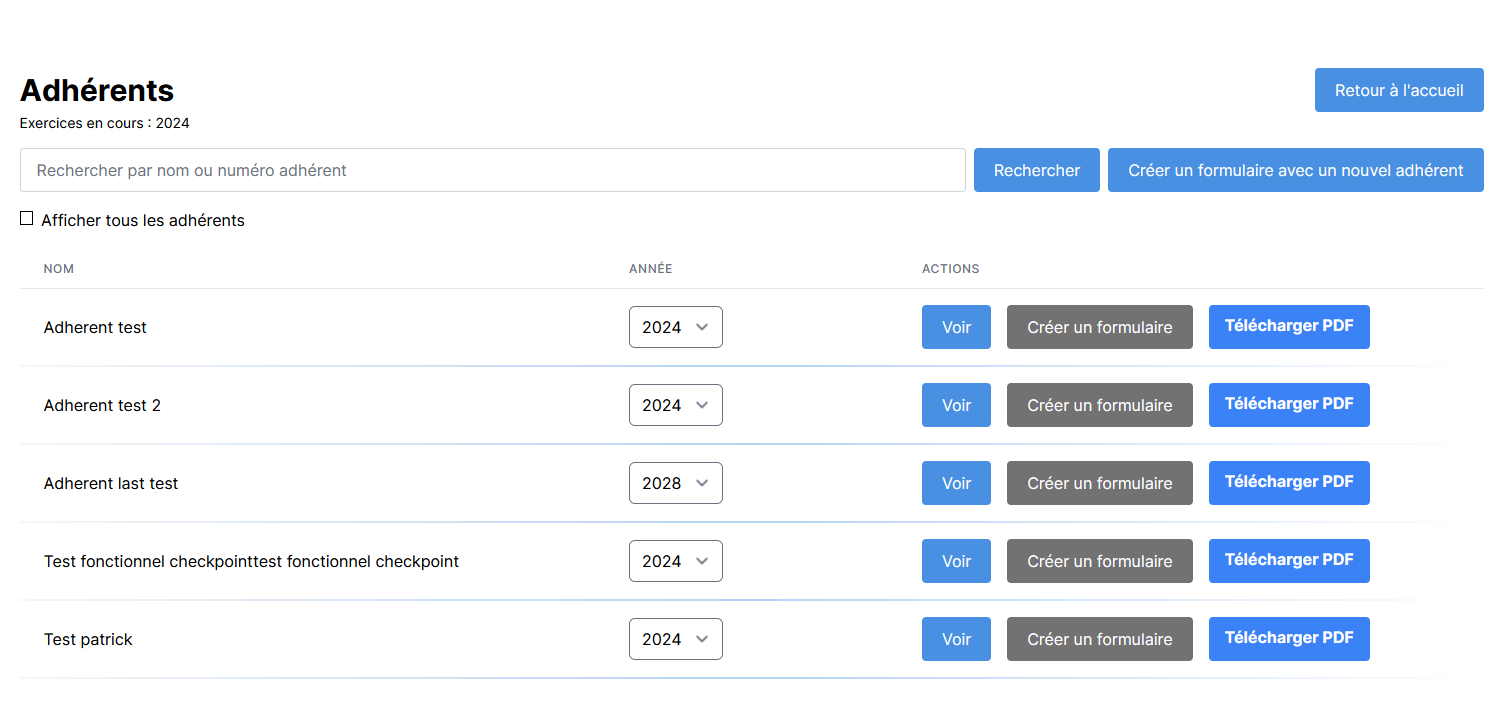 Adhérents
Retour à l'accueil
Exercices en cours : 2024
Rechercher par nom ou numéro adhérent
Rechercher
Créer un formulaire avec un nouvel adhérent
Afficher tous les adhérents
NOM ANNÉE ACTIONS
Adherent test 2024 Voir Créer un formulaire Télécharger PDF
Adherent test 2 2024 Voir Créer un formulaire Télécharger PDF
Adherent last test 2028 Voir Créer un formulaire Télécharger PDF
Test fonctionnel checkpointtest fonctionnel checkpoint 2024 Voir Créer un formulaire Télécharger PDF
Test patrick 2024 Voir Créer un formulaire Télécharger PDF